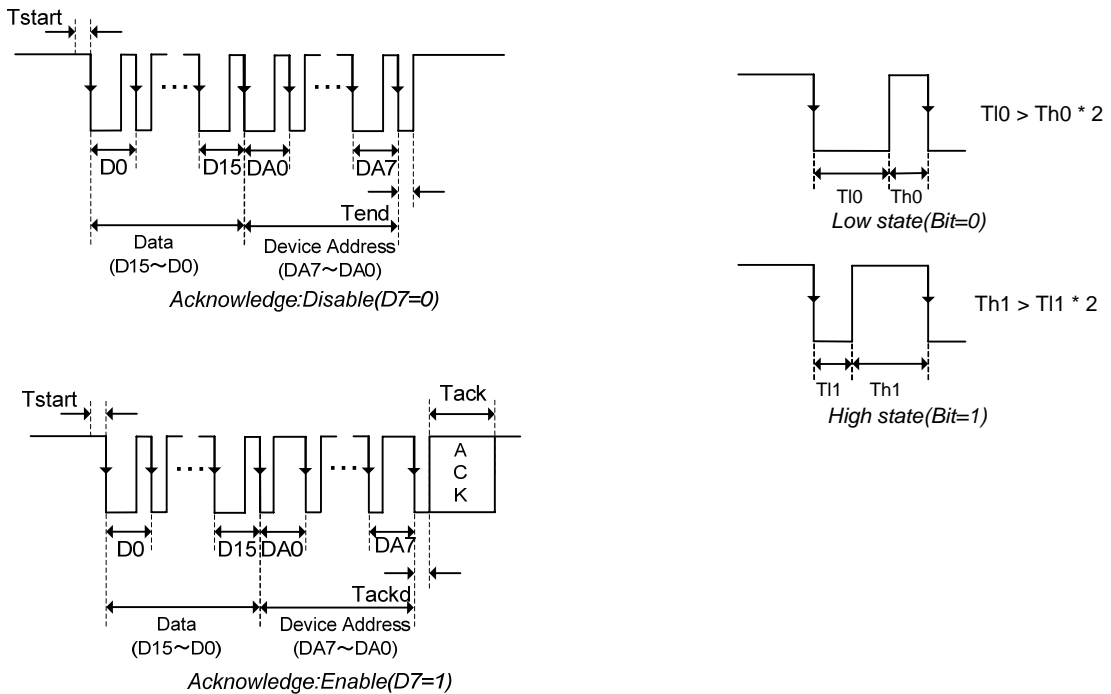 Tstart
D0
D15
DA0
DA7
Tend
Data
(D15～D0)
Device Address
(DA7～DA0)
Acknowledge:Disable(D7=0)
Tl0 > Th0 * 2
Tl0
Th0
Low state(Bit=0)
Th1 > Tl1 * 2
Tl1
Th1
High state(Bit=1)
Tstart
Tack
A
C
K
D0
D15
DA0
DA7
Tackd
Data
(D15～D0)
Device Address
(DA7～DA0)
Acknowledge:Enable(D7=1)